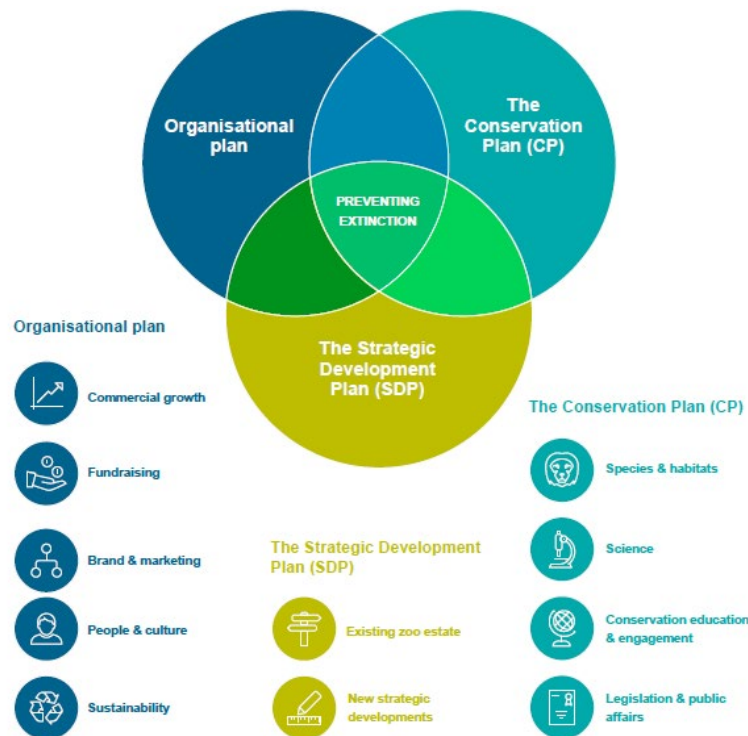 Organisational
plan
The
Conservation
Plan (CP)
PREVENTING
EXTINCTION
The Strategic
Development
Plan (SDP)
Organisational plan
Commercial growth
Fundraising
Brand & marketing
People & culture
Sustainability
The Strategic Development
Plan (SDP)
Existing zoo estate
New strategic
developments
The Conservation Plan (CP)
Species & habitats
Science
Conservation education
& engagement
Legislation & public
affairs